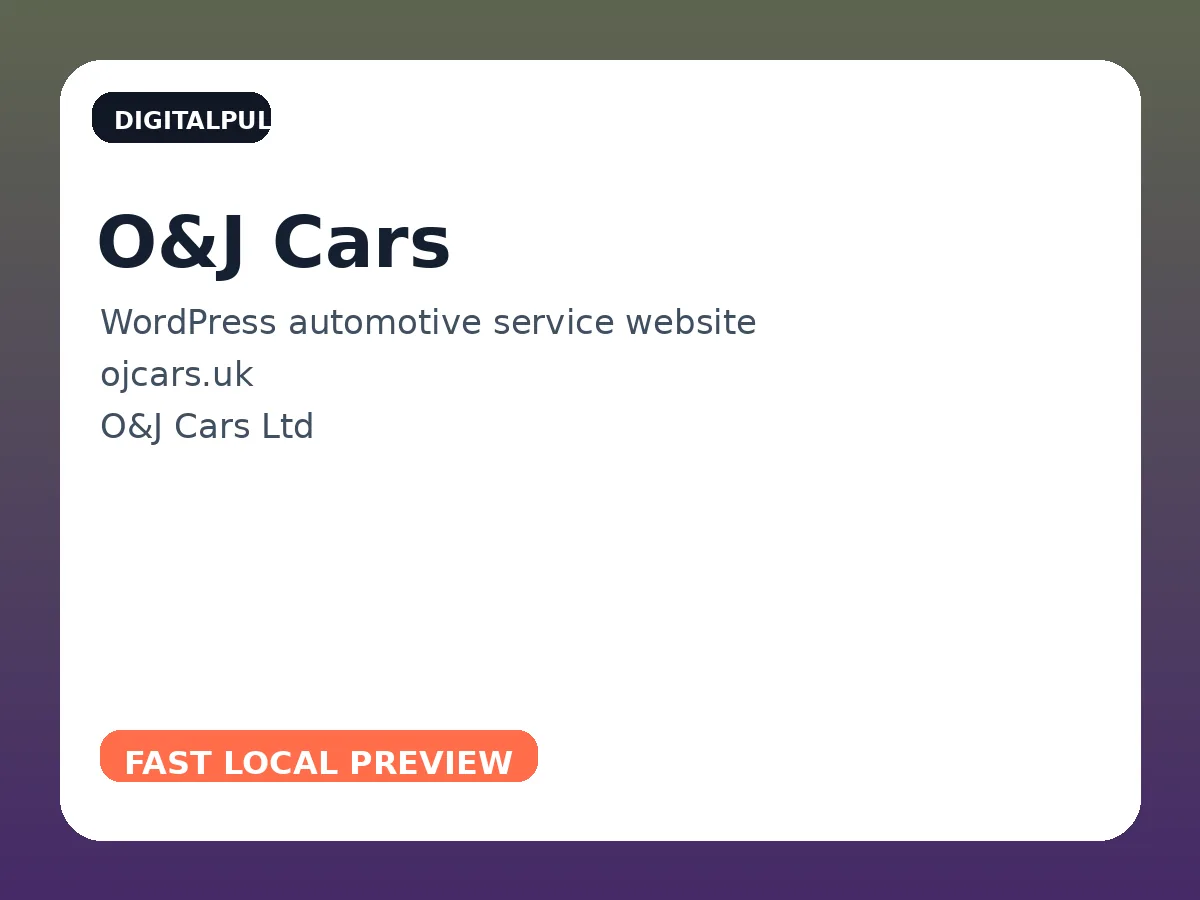 DIGITALPUL
O&J Cars
WordPress automotive service website
ojcars.uk
O&J Cars Ltd
FAST LOCAL PREVIEW